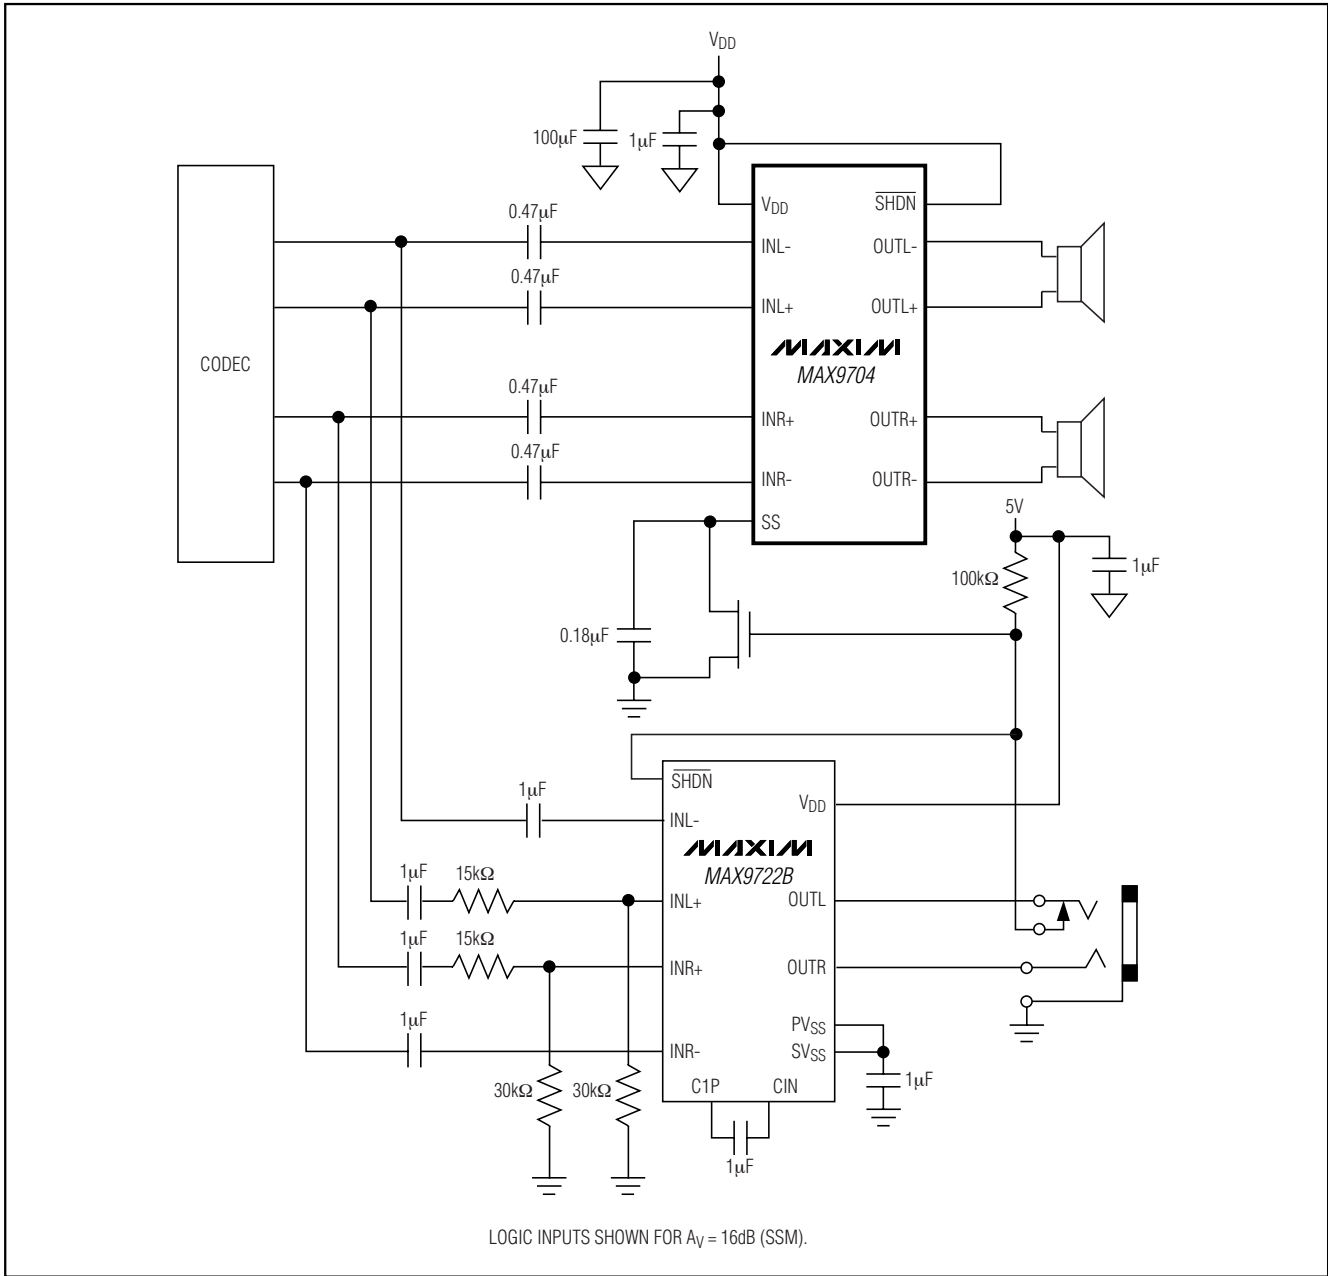 VDD
100µF
1µF
VDD
SHDN
0.47µF
INL-
OUTL-
0.47µF
INL+
OUTL+
CODEC
MAXIM
MAX9704
0.47µF
INR+
OUTR+
0.47µF
INR-
OUTR-
SS
5V
100kΩ
1µF
0.18µF
SHDN
VDD
1µF
INL-
MAXIM
MAX9722B
1µF
15kΩ
INL+
OUTL
1µF
15kΩ
INR+
OUTR
1µF
INR-
PVSS
SVSS
1µF
30kΩ
30kΩ
C1P
CIN
1µF
LOGIC INPUTS SHOWN FOR AV = 16dB (SSM).